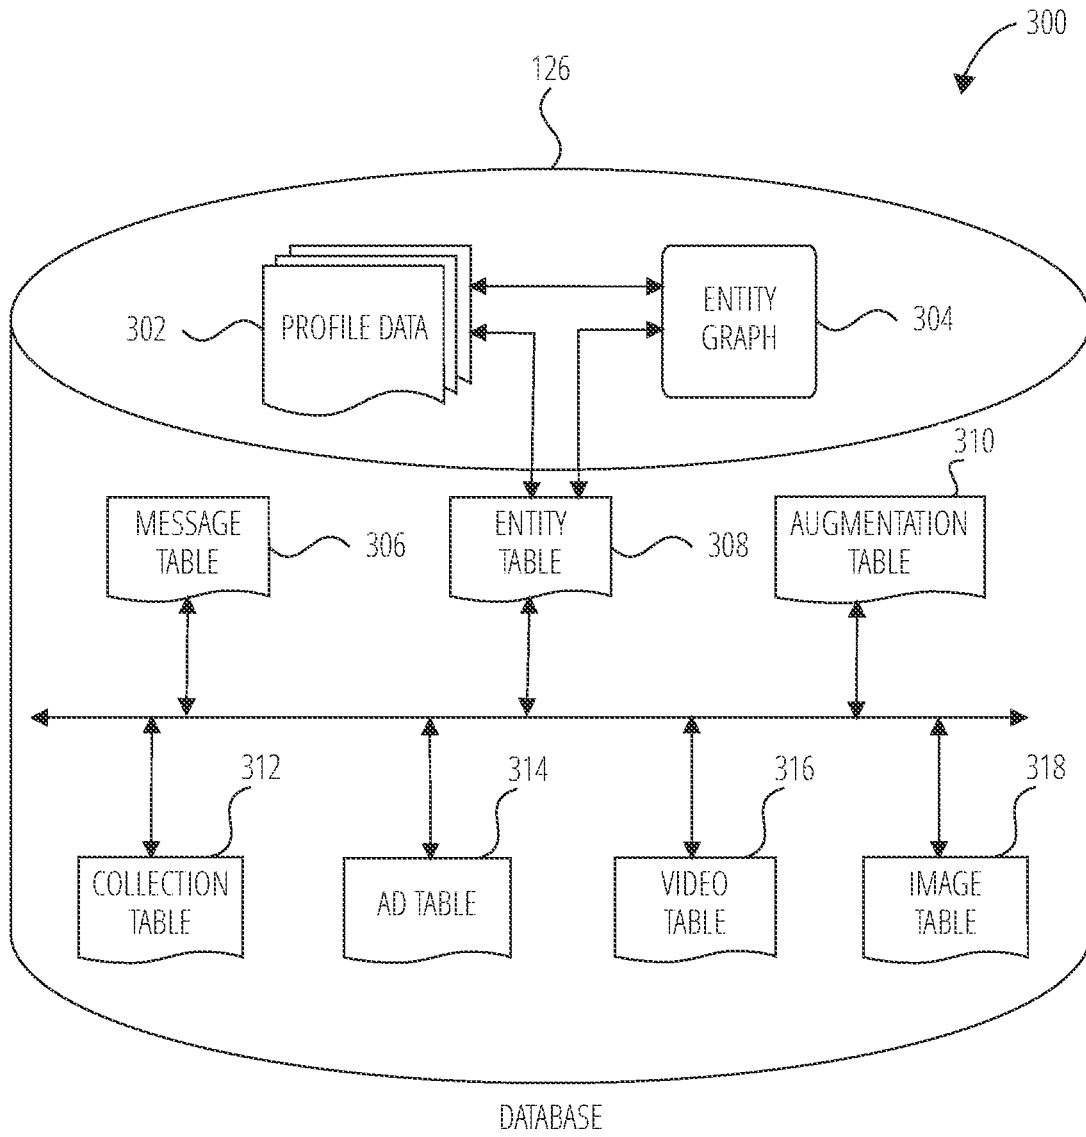 300
126
302
PROFILE DATA
ENTITY
GRAPH
304
310
MESSAGE
TABLE
306
ENTITY
TABLE
308
AUGMENTATION
TABLE
312
314
316
318
COLLECTION
TABLE
AD TABLE
VIDEO
TABLE
IMAGE
TABLE
DATABASE